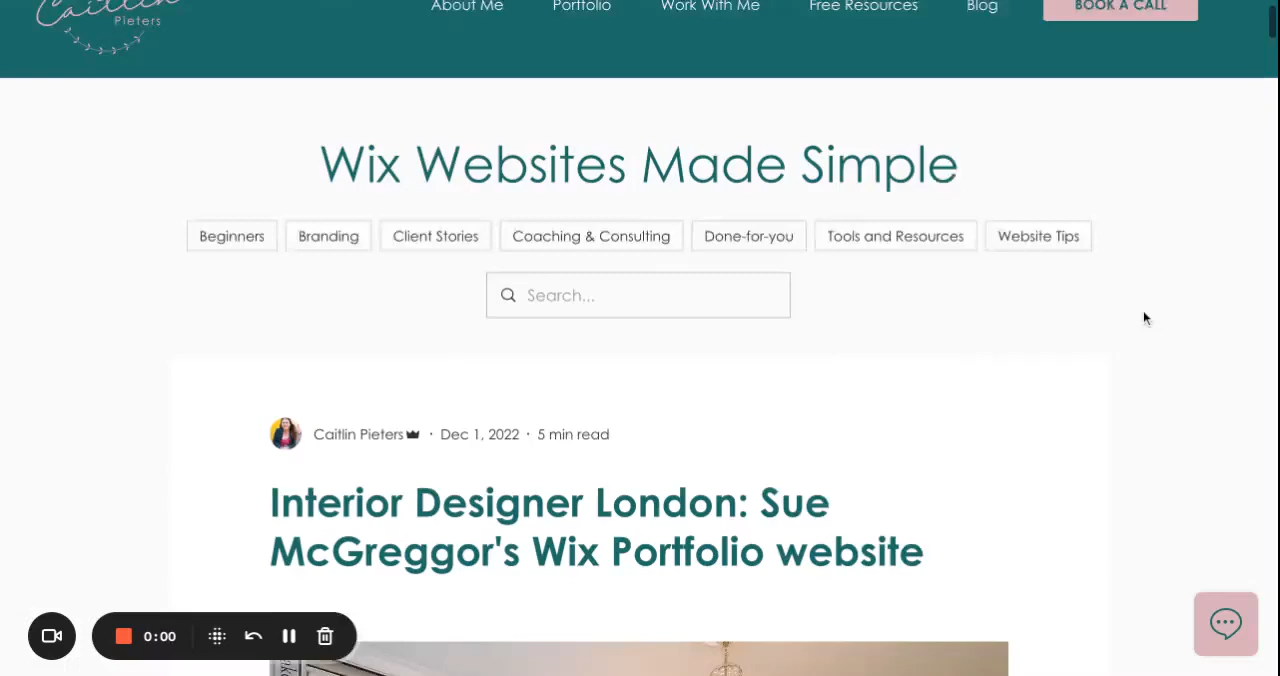 Caitlin
Pieters
About Me
Portfolio
Work With Me
Free Resources
Blog
BOOK A CALL
Wix Websites Made Simple
Beginners
Branding
Client Stories
Coaching & Consulting
Done-for-you
Tools and Resources
Website Tips
Search...
Caitlin Pieters · Dec 1, 2022 · 5 min read
Interior Designer London: Sue
McGreggor's Wix Portfolio website
0:00